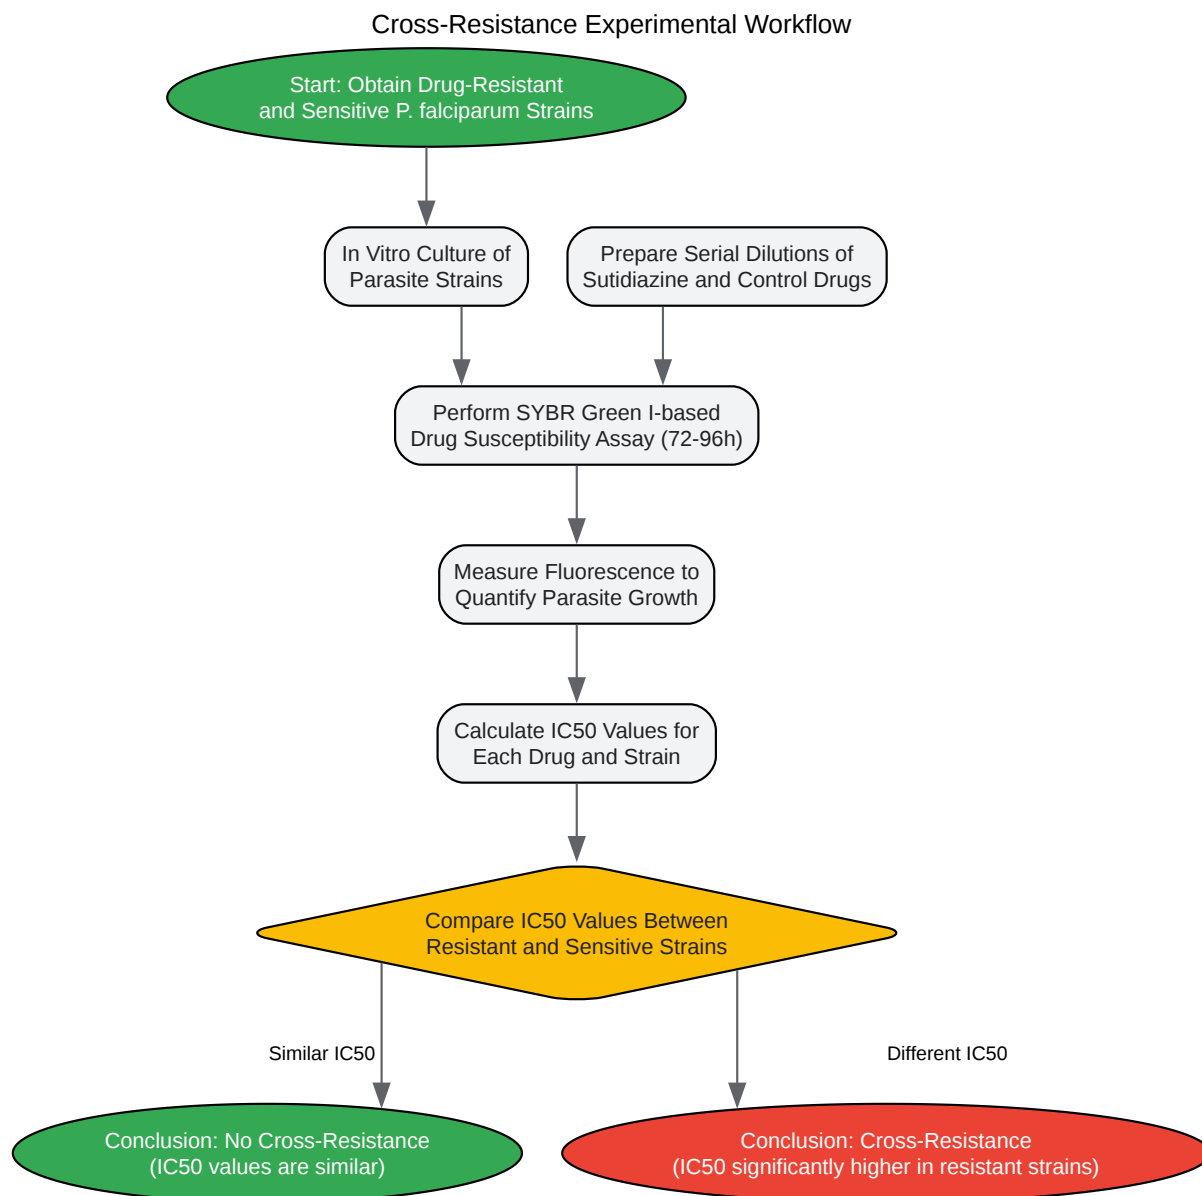 Cross-Resistance Experimental Workflow
Start: Obtain Drug-Resistant
and Sensitive P. falciparum Strains
In Vitro Culture of
Parasite Strains
Prepare Serial Dilutions of
Sutidiazine and Control Drugs
Perform SYBR Green I-based
Drug Susceptibility Assay (72-96h)
Measure Fluorescence to
Quantify Parasite Growth
Calculate IC50 Values for
Each Drug and Strain
Compare IC50 Values Between
Resistant and Sensitive Strains
Similar IC50
Different IC50
Conclusion: No Cross-Resistance
(IC50 values are similar)
Conclusion: Cross-Resistance
(IC50 significantly higher in resistant strains)